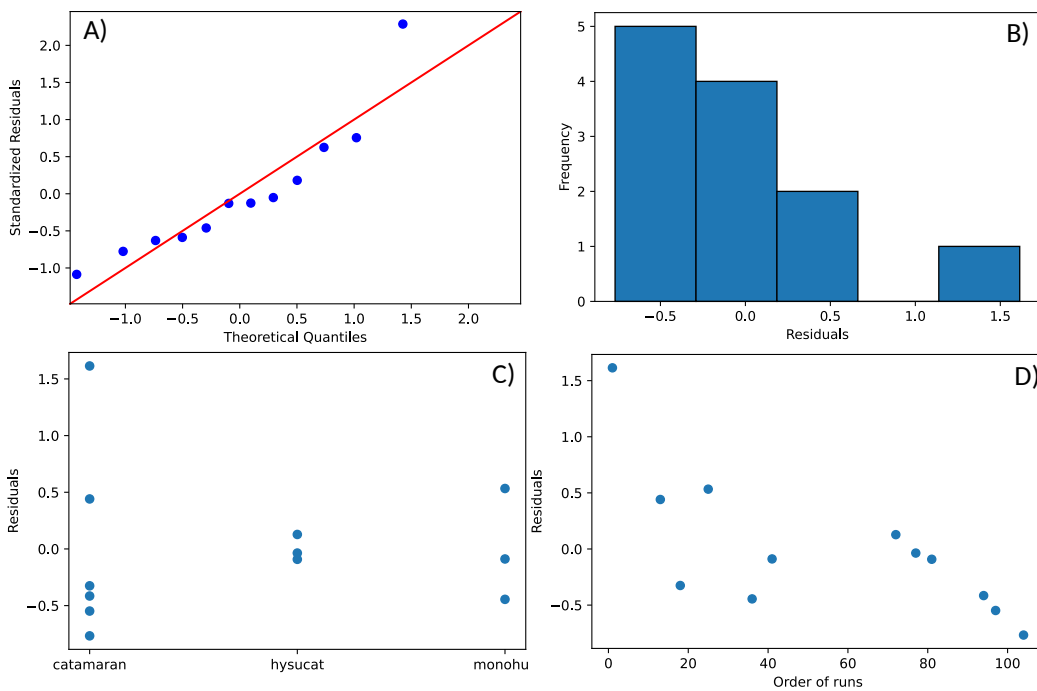 A)
Standardized Residuals
2.0
1.5
1.0
0.5
0.0
−0.5
−1.0
−1.0 −0.5 0.0 0.5 1.0 1.5 2.0
Theoretical Quantiles
B)
Frequency
5
4
3
2
1
0
−0.5 0.0 0.5 1.0 1.5
Residuals
C)
Residuals
1.5
1.0
0.5
0.0
−0.5
catamaran hysucat monohu
D)
Residuals
1.5
1.0
0.5
0.0
−0.5
0 20 40 60 80 100
Order of runs